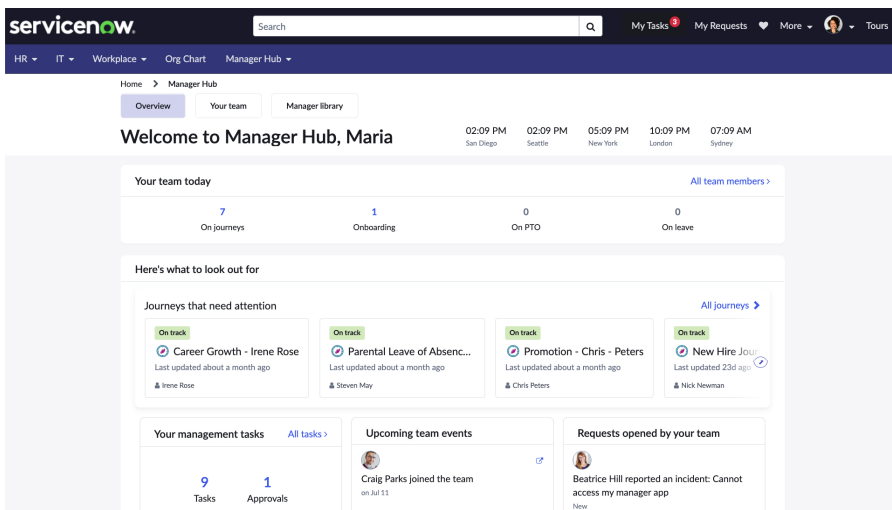 servicenow.
Search
My Tasks 3
My Requests
More
Tours
HR
IT
Workplace
Org Chart
Manager Hub
Home > Manager Hub
Overview
Your team
Manager library
Welcome to Manager Hub, Maria
02:09 PM
San Diego
02:09 PM
Seattle
05:09 PM
New York
10:09 PM
London
07:09 AM
Sydney
Your team today
All team members >
7
On journeys
1
Onboarding
0
On PTO
0
On leave
Here's what to look out for
Journeys that need attention
All journeys >
On track
Career Growth - Irene Rose
Last updated about a month ago
Irene Rose
On track
Parental Leave of Absenc...
Last updated about a month ago
Steven May
On track
Promotion - Chris - Peters
Last updated about a month ago
Chris Peters
On track
New Hire Jou
Last updated 23d ago
Nick Newman
Your management tasks
All tasks >
9
Tasks
1
Approvals
Upcoming team events
Craig Parks joined the team
on Jul 11
Requests opened by your team
Beatrice Hill reported an incident: Cannot
access my manager app
New